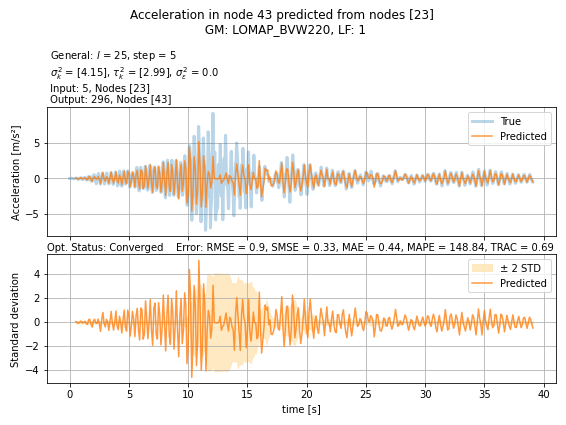 Acceleration in node 43 predicted from nodes [23]
GM: LOMAP_BVW220, LF: 1
General: l = 25, step = 5
σ²ₖ = [4.15], τ²ₖ = [2.99], σ²ε = 0.0
Input: 5, Nodes [23]
Output: 296, Nodes [43]
Acceleration [m/s²]
5
0
−5
True
Predicted
Opt. Status: Converged Error: RMSE = 0.9, SMSE = 0.33, MAE = 0.44, MAPE = 148.84, TRAC = 0.69
Standard deviation
4
2
0
−2
−4
± 2 STD
Predicted
0 5 10 15 20 25 30 35 40
time [s]